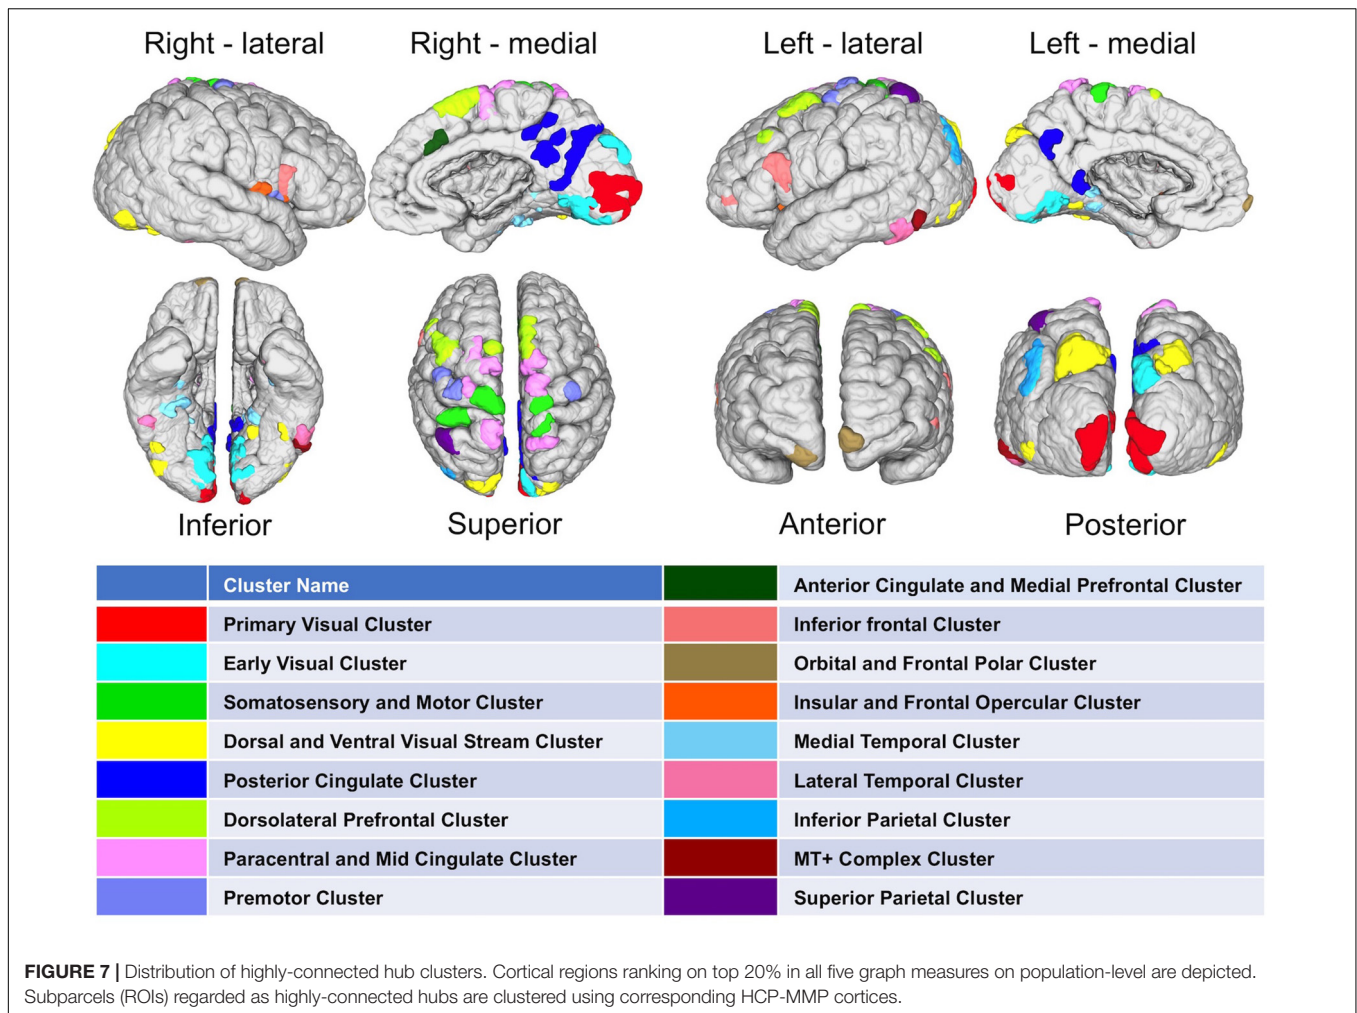 Right - lateral
Right - medial
Left - lateral
Left - medial
Inferior
Superior
Anterior
Posterior
Cluster Name
Anterior Cingulate and Medial Prefrontal Cluster
Primary Visual Cluster
Inferior frontal Cluster
Early Visual Cluster
Orbital and Frontal Polar Cluster
Somatosensory and Motor Cluster
Insular and Frontal Opercular Cluster
Dorsal and Ventral Visual Stream Cluster
Medial Temporal Cluster
Posterior Cingulate Cluster
Lateral Temporal Cluster
Dorsolateral Prefrontal Cluster
Inferior Parietal Cluster
Paracentral and Mid Cingulate Cluster
MT+ Complex Cluster
Premotor Cluster
Superior Parietal Cluster
FIGURE 7 | Distribution of highly-connected hub clusters. Cortical regions ranking on top 20% in all five graph measures on population-level are depicted.
Subparcels (ROIs) regarded as highly-connected hubs are clustered using corresponding HCP-MMP cortices.